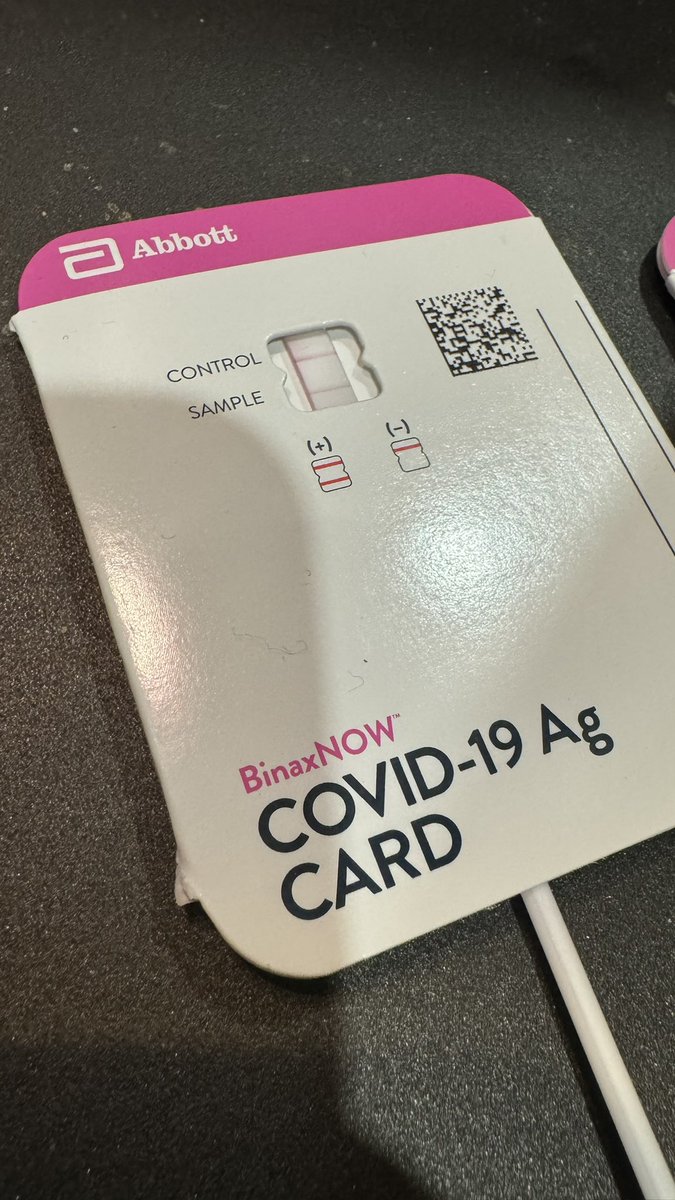 Abbott
CONTROL
SAMPLE
(+)
(-)
BinaxNOW™
COVID-19 Ag
CARD